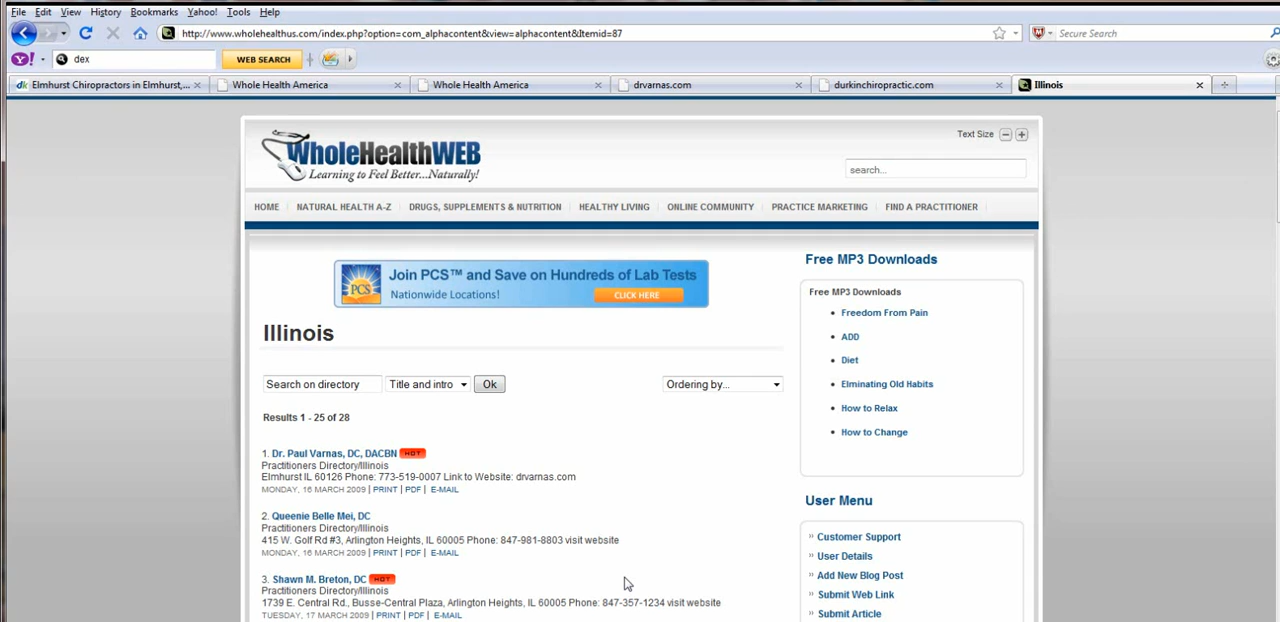 File Edit View History Bookmarks Yahoo! Tools Help
http://www.wholehealthus.com/index.php?option=com_alphacontent&view=alphacontent&Itemid=87
Secure Search
Y! dex WEB SEARCH
dk Elmhurst Chiropractors in Elmhurst,... Whole Health America Whole Health America drvarnas.com durkinchiropractic.com Illinois
WholeHealthWEB
Learning to Feel Better...Naturally!
Text Size
search...
HOME NATURAL HEALTH A-Z DRUGS, SUPPLEMENTS & NUTRITION HEALTHY LIVING ONLINE COMMUNITY PRACTICE MARKETING FIND A PRACTITIONER
PCS
Join PCS™ and Save on Hundreds of Lab Tests
Nationwide Locations! CLICK HERE
Illinois
Search on directory Title and intro Ok Ordering by...
Results 1 - 25 of 28
1. Dr. Paul Varnas, DC, DACBN HOT
Practitioners Directory/Illinois
Elmhurst IL 60126 Phone: 773-519-0007 Link to Website: drvarnas.com
MONDAY, 16 MARCH 2009 | PRINT | PDF | E-MAIL
2. Queenie Belle Mei, DC
Practitioners Directory/Illinois
415 W. Golf Rd #3, Arlington Heights, IL 60005 Phone: 847-981-8803 visit website
MONDAY, 16 MARCH 2009 | PRINT | PDF | E-MAIL
3. Shawn M. Breton, DC HOT
Practitioners Directory/Illinois
1739 E. Central Rd., Busse-Central Plaza, Arlington Heights, IL 60005 Phone: 847-357-1234 visit website
TUESDAY, 17 MARCH 2009 | PRINT | PDF | E-MAIL
Free MP3 Downloads
Free MP3 Downloads
Freedom From Pain
ADD
Diet
Elminating Old Habits
How to Relax
How to Change
User Menu
Customer Support
User Details
Add New Blog Post
Submit Web Link
Submit Article